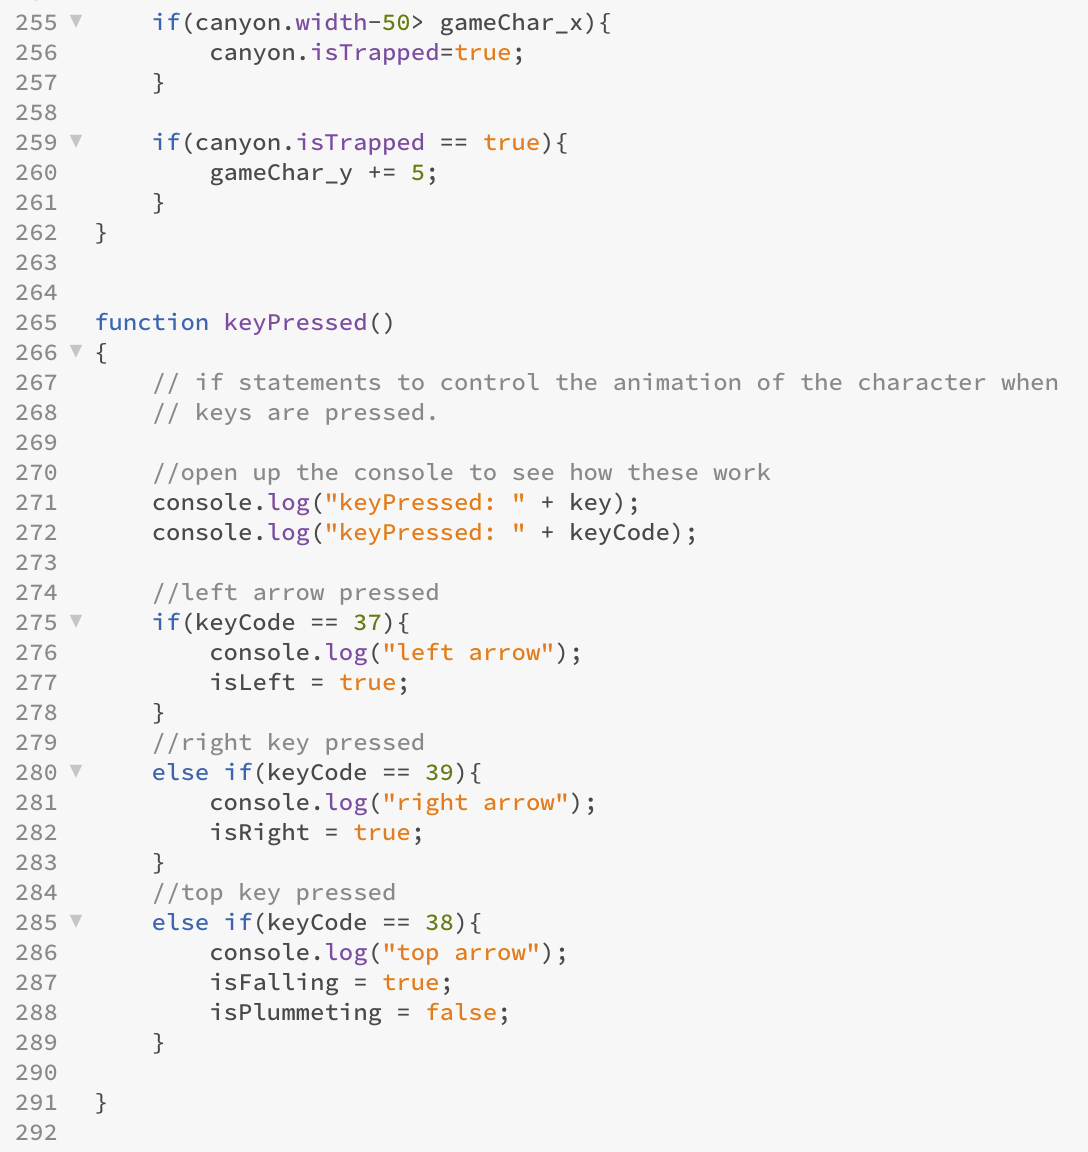 255 ▼ if(canyon.width-50> gameChar_x){
256 canyon.isTrapped=true;
257 }
258
259 ▼ if(canyon.isTrapped == true){
260 gameChar_y += 5;
261 }
262 }
263
264
265 function keyPressed()
266 ▼ {
267 // if statements to control the animation of the character when
268 // keys are pressed.
269
270 //open up the console to see how these work
271 console.log("keyPressed: " + key);
272 console.log("keyPressed: " + keyCode);
273
274 //left arrow pressed
275 ▼ if(keyCode == 37){
276 console.log("left arrow");
277 isLeft = true;
278 }
279 //right key pressed
280 ▼ else if(keyCode == 39){
281 console.log("right arrow");
282 isRight = true;
283 }
284 //top key pressed
285 ▼ else if(keyCode == 38){
286 console.log("top arrow");
287 isFalling = true;
288 isPlummeting = false;
289 }
290
291 }
292